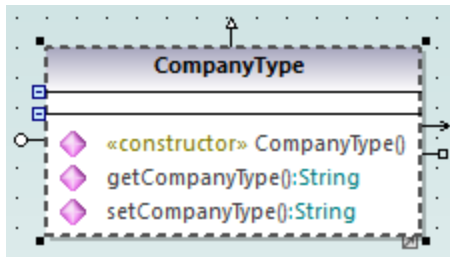 CompanyType
«constructor» CompanyType()
getCompanyType():String
setCompanyType():String